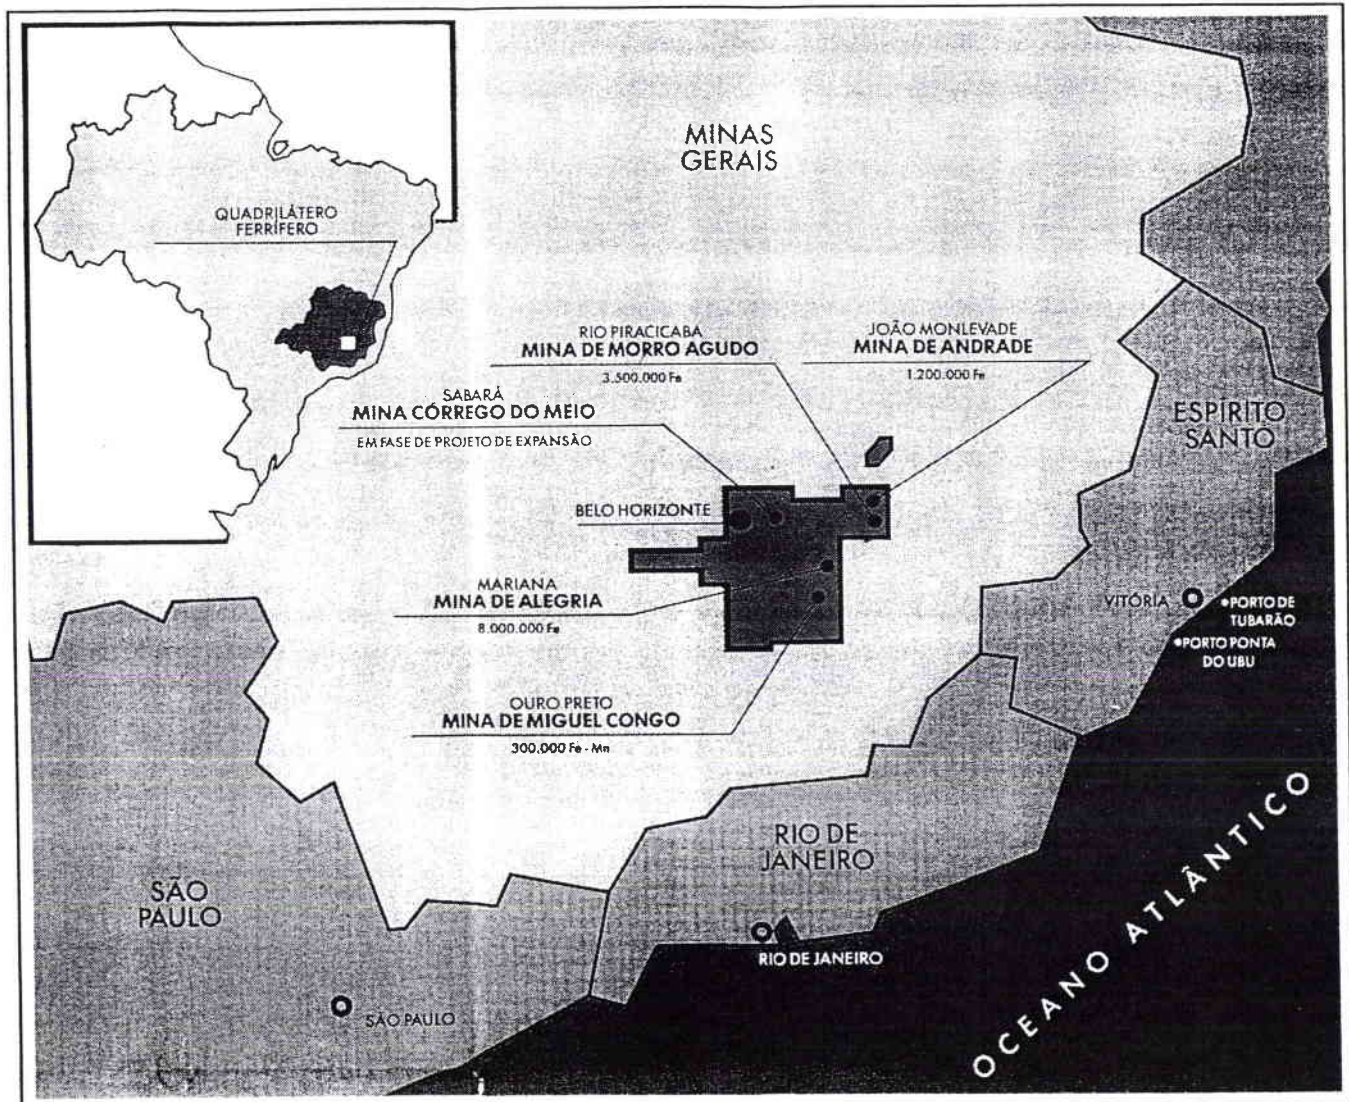 MINAS
GERAIS
QUADRILÁTERO
FERRÍFERO
RIO PIRACICABA
MINA DE MORRO AGUDO
3.500.000 Fe
JOÃO MONLEVADE
MINA DE ANDRADE
1.200.000 Fe
SABARÁ
MINA CÓRREGO DO MEIO
EM FASE DE PROJETO DE EXPANSÃO
ESPÍRITO
SANTO
BELO HORIZONTE
MARIANA
MINA DE ALEGRIA
8.000.000 Fe
VITÓRIA
PORTO DE
TUBARÃO
PORTO PONTA
DO UBU
OURO PRETO
MINA DE MIGUEL CONGO
300.000 Fe - Mn
RIO DE
JANEIRO
SÃO
PAULO
RIO DE JANEIRO
SÃO PAULO
OCEANO ATLÂNTICO